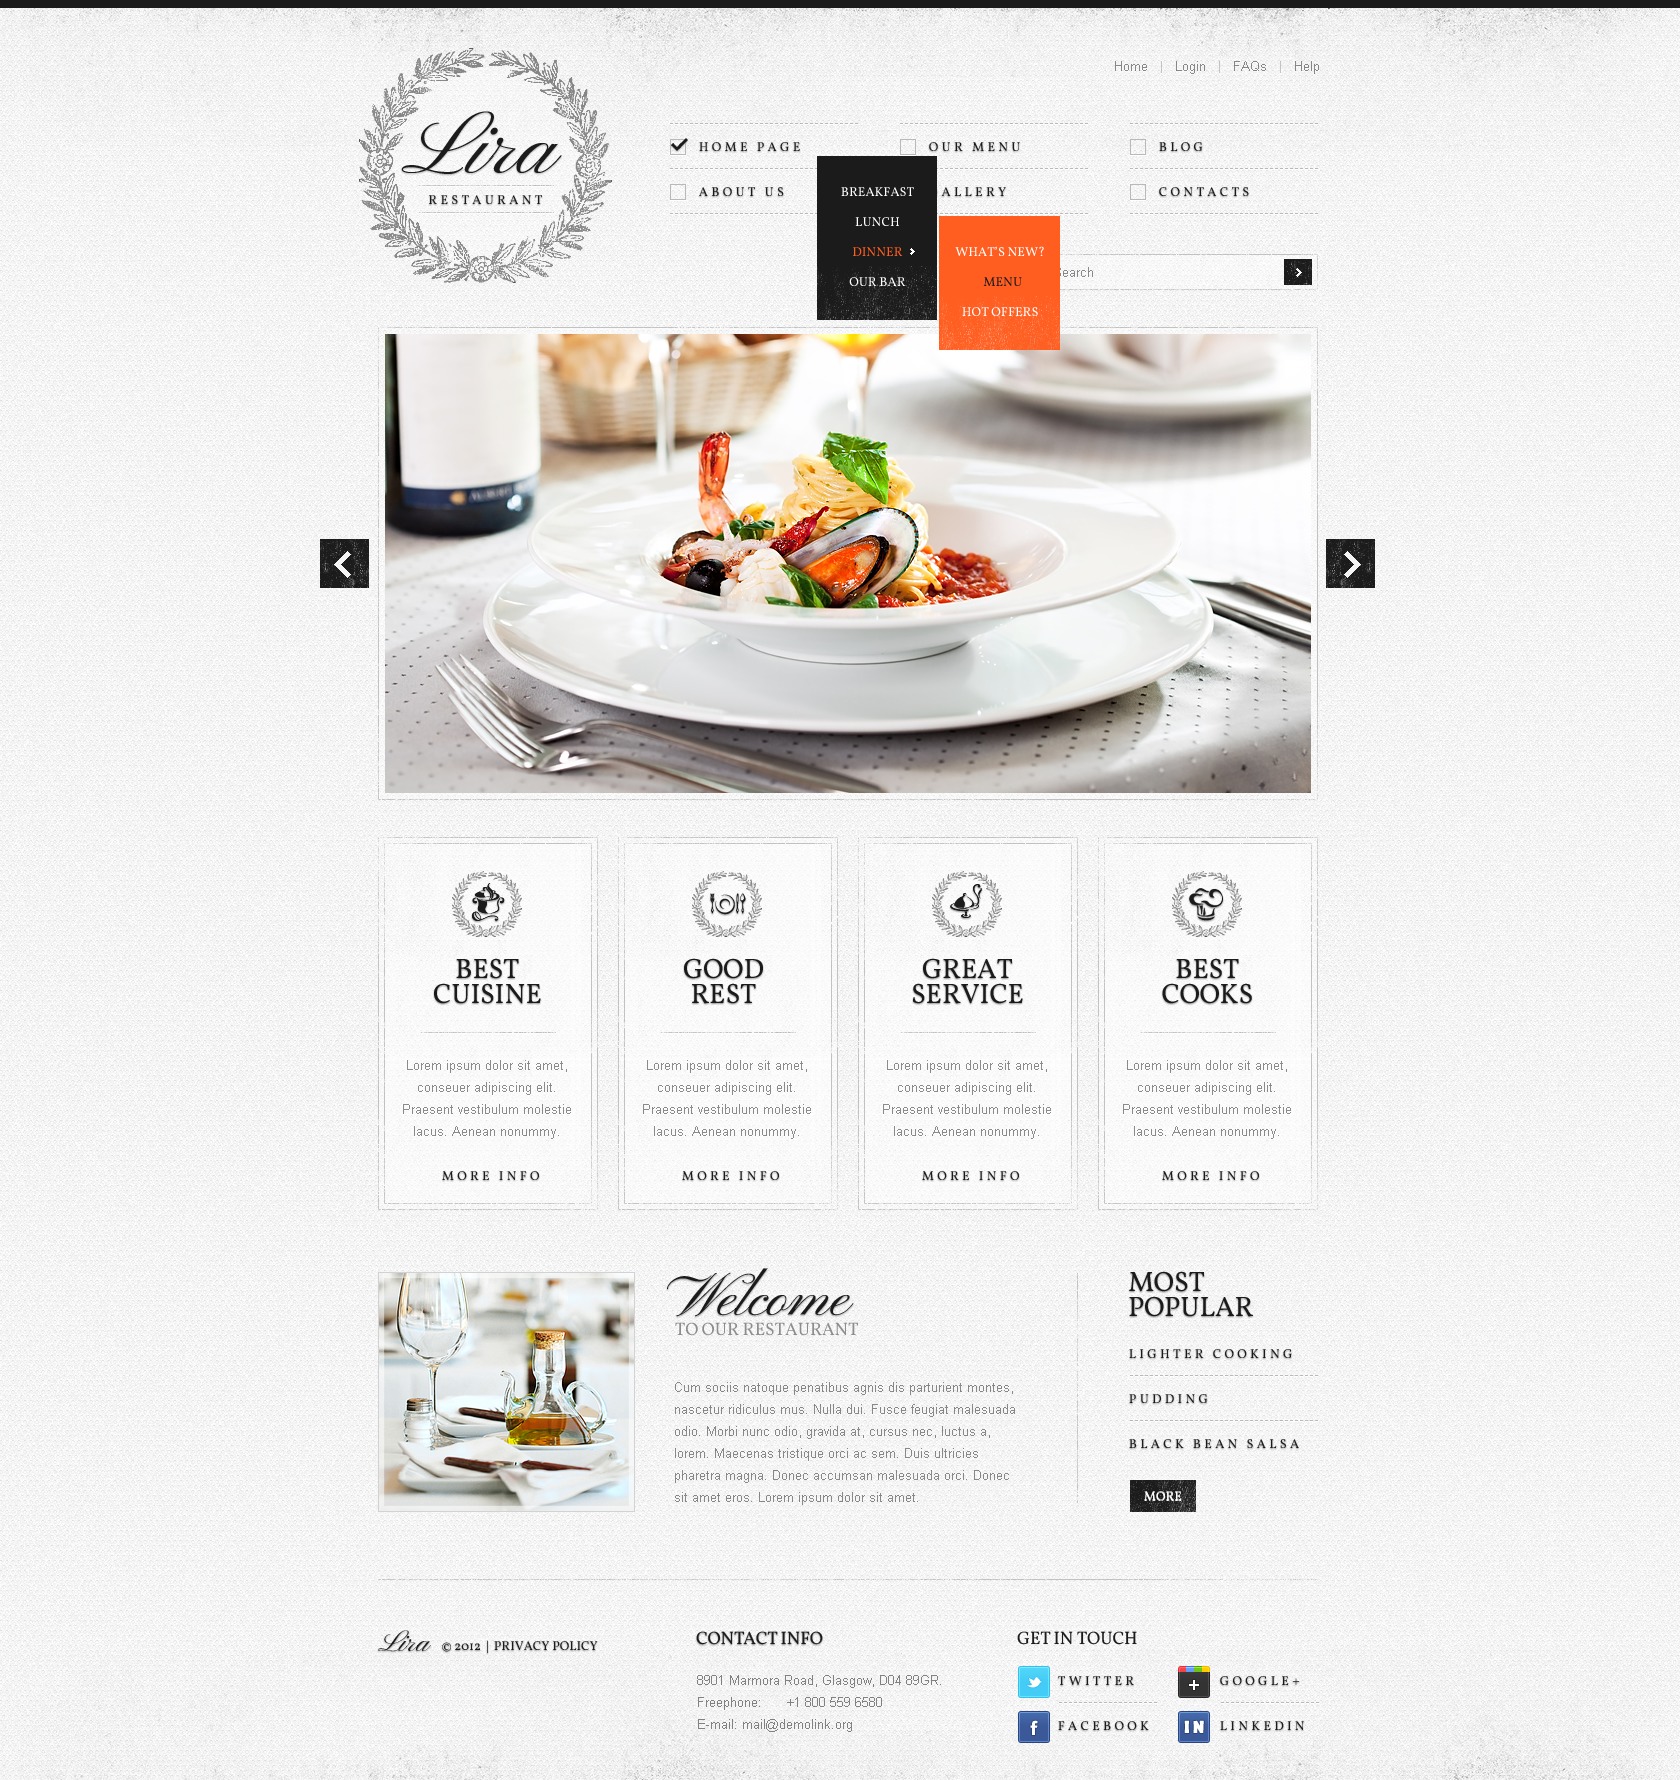 Home | Login | FAQs | Help
Lira
RESTAURANT
HOME PAGE
OUR MENU
BLOG
ABOUT US
ALLERY
CONTACTS
BREAKFAST
LUNCH
DINNER
OUR BAR
WHAT'S NEW?
MENU
HOT OFFERS
Search
BEST
CUISINE
Lorem ipsum dolor sit amet,
conseuer adipiscing elit.
Praesent vestibulum molestie
lacus. Aenean nonummy.
MORE INFO
GOOD
REST
Lorem ipsum dolor sit amet,
conseuer adipiscing elit.
Praesent vestibulum molestie
lacus. Aenean nonummy.
MORE INFO
GREAT
SERVICE
Lorem ipsum dolor sit amet,
conseuer adipiscing elit.
Praesent vestibulum molestie
lacus. Aenean nonummy.
MORE INFO
BEST
COOKS
Lorem ipsum dolor sit amet,
conseuer adipiscing elit.
Praesent vestibulum molestie
lacus. Aenean nonummy.
MORE INFO
Welcome
TO OUR RESTAURANT
Cum sociis natoque penatibus agnis dis parturient montes,
nascetur ridiculus mus. Nulla dui. Fusce feugiat malesuada
odio. Morbi nunc odio, gravida at, cursus nec, luctus a,
lorem. Maecenas tristique orci ac sem. Duis ultricies
pharetra magna. Donec accumsan malesuada orci. Donec
sit amet eros. Lorem ipsum dolor sit amet.
MOST
POPULAR
LIGHTER COOKING
PUDDING
BLACK BEAN SALSA
MORE
Lira © 2012 | PRIVACY POLICY
CONTACT INFO
8901 Marmora Road, Glasgow, D04 89GR.
Freephone: +1 800 559 6580
E-mail: mail@demolink.org
GET IN TOUCH
TWITTER
GOOGLE+
f FACEBOOK
IN LINKEDIN